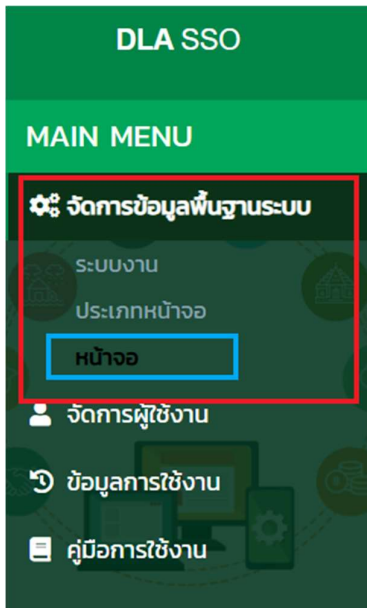 DLA SSO
MAIN MENU
จัดการข้อมูลพื้นฐานระบบ
ระบบงาน
ประเภทหน้าจอ
หน้าจอ
จัดการผู้ใช้งาน
ข้อมูลการใช้งาน
คู่มือการใช้งาน